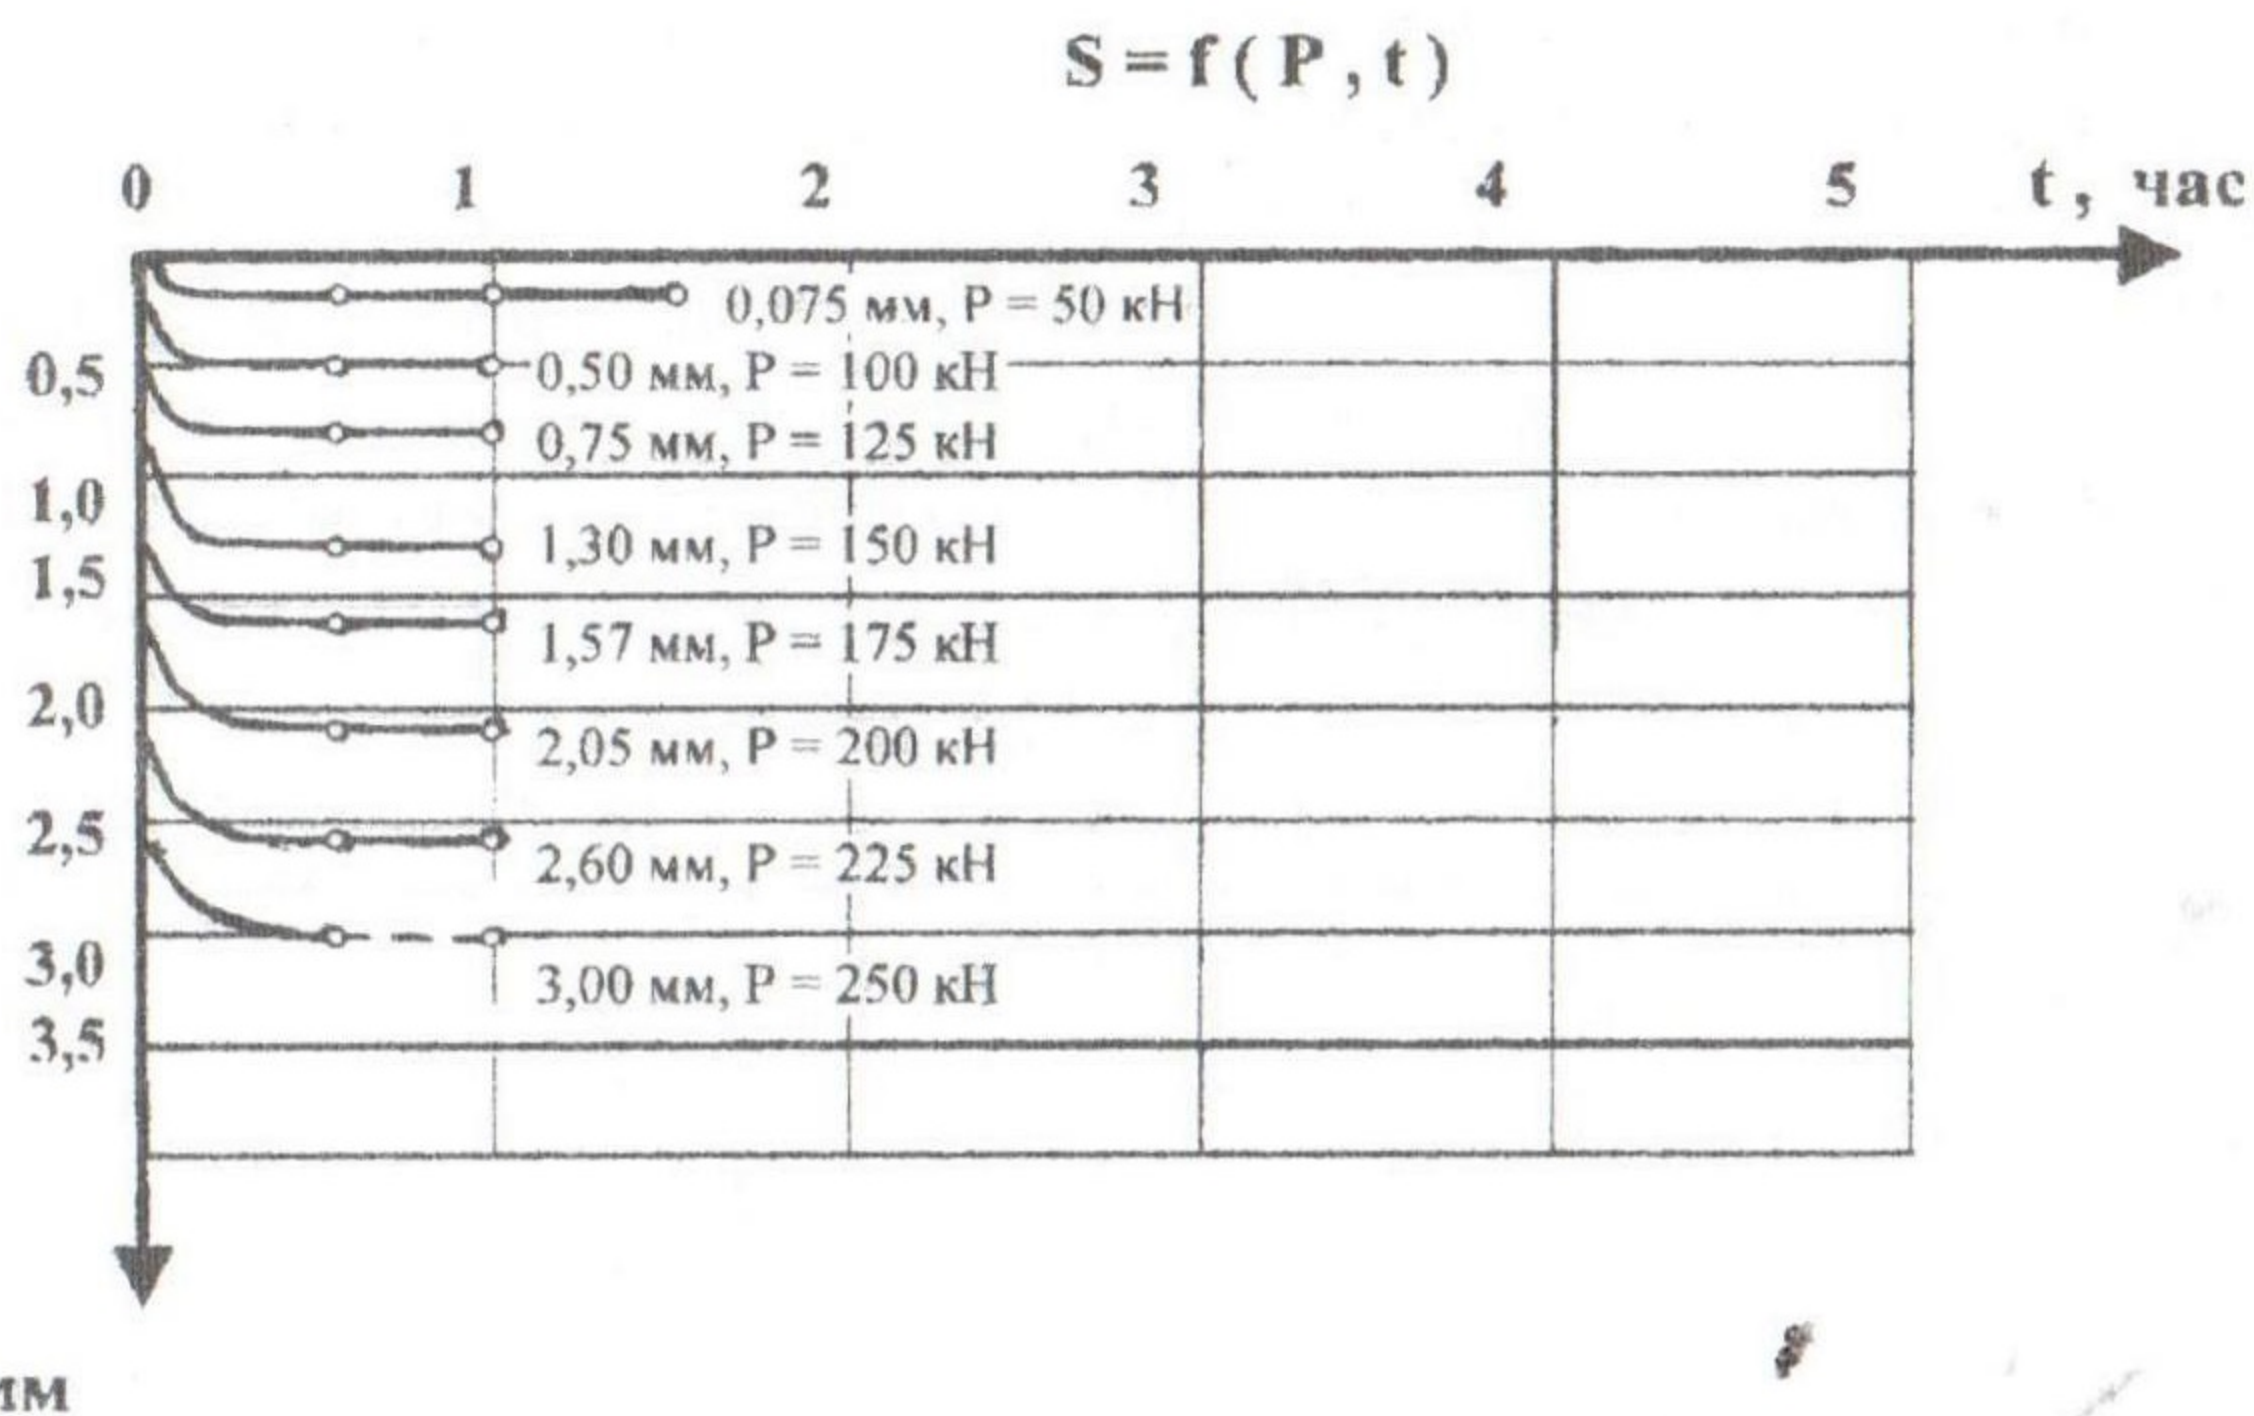 S = f ( P , t )
0 1 2 3 4 5 t , час
0,075 мм, P = 50 кН
0,5 0,50 мм, P = 100 кН
0,75 мм, P = 125 кН
1,0
1,30 мм, P = 150 кН
1,5
1,57 мм, P = 175 кН
2,0
2,05 мм, P = 200 кН
2,5
2,60 мм, P = 225 кН
3,0
3,00 мм, P = 250 кН
3,5
мм